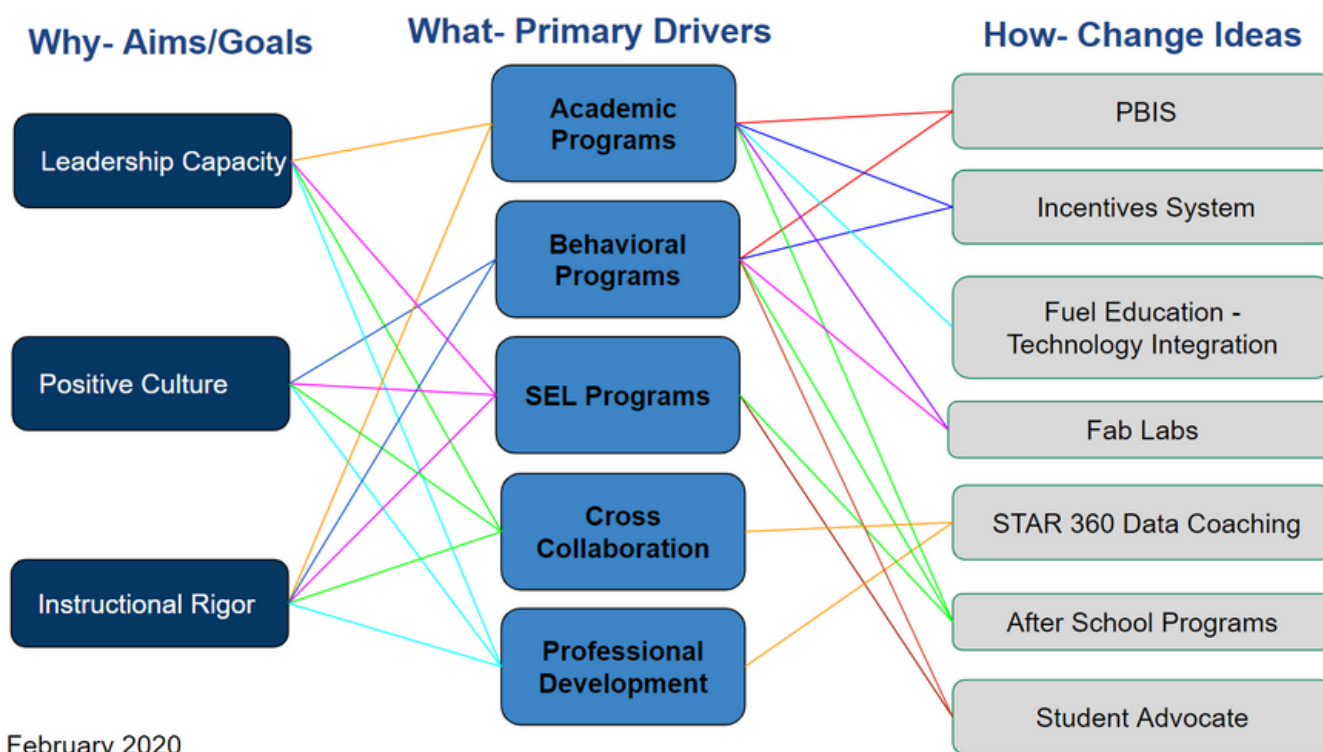 Why- Aims/Goals
What- Primary Drivers
How- Change Ideas
Leadership Capacity
Positive Culture
Instructional Rigor
Academic
Programs
Behavioral
Programs
SEL Programs
Cross
Collaboration
Professional
Development
PBIS
Incentives System
Fuel Education -
Technology Integration
Fab Labs
STAR 360 Data Coaching
After School Programs
Student Advocate
February 2020